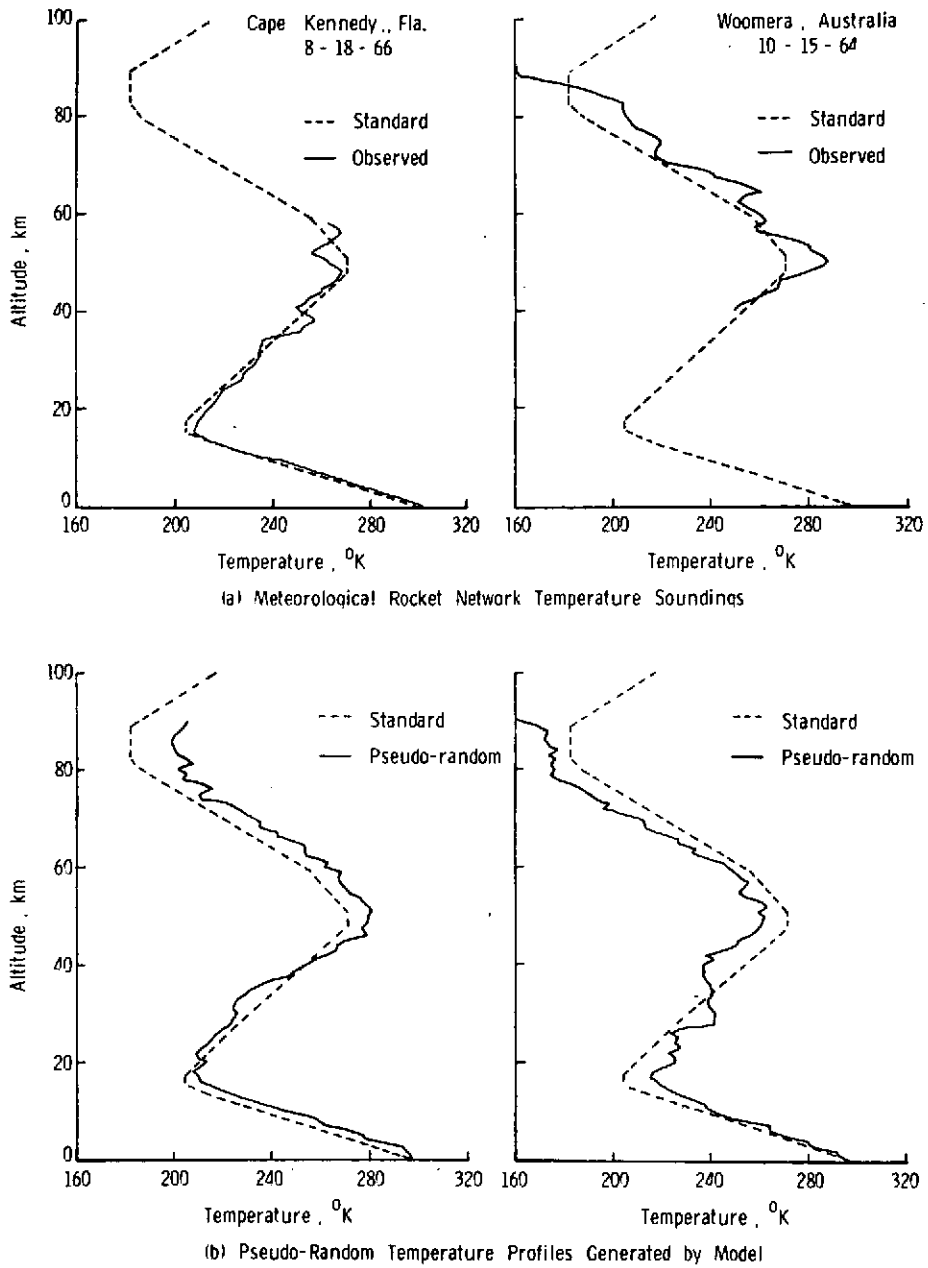 Cape Kennedy., Fla.
8 - 18 - 66
Standard
Observed
100
80
60
40
20
0
Altitude, km
160 200 240 280 320
Temperature, °K
Woomera, Australia
10 - 15 - 64
Standard
Observed
160 200 240 280 320
Temperature, °K
(a) Meteorological Rocket Network Temperature Soundings
Standard
Pseudo-random
100
80
60
40
20
0
Altitude, km
160 200 240 280 320
Temperature, °K
Standard
Pseudo-random
160 200 240 280 320
Temperature, °K
(b) Pseudo-Random Temperature Profiles Generated by Model